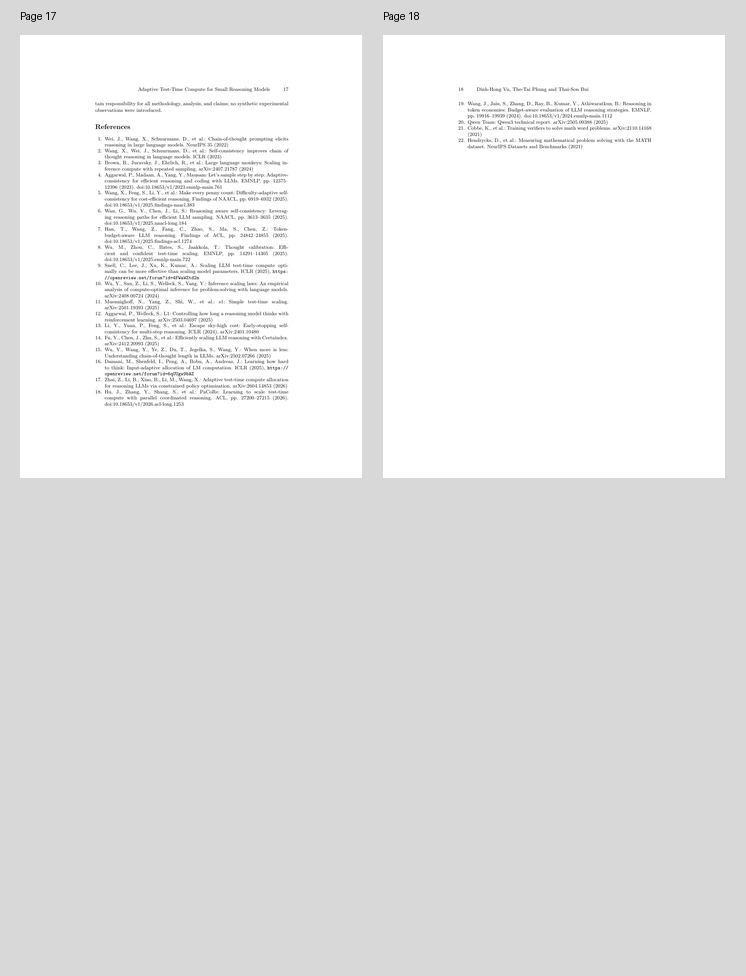 Page 17
Adaptive Test-Time Compute for Small Reasoning Models 17
tain responsibility for all methodology, analysis, and claims; no synthetic experimental
observations were introduced.
References
1. Wei, J., Wang, X., Schuurmans, D., et al.: Chain-of-thought prompting elicits
reasoning in large language models. NeurIPS 35 (2022)
2. Wang, X., Wei, J., Schuurmans, D., et al.: Self-consistency improves chain of
thought reasoning in language models. ICLR (2023)
3. Brown, B., Juravsky, J., Ehrlich, R., et al.: Large language monkeys: Scaling in-
ference compute with repeated sampling. arXiv:2407.21787 (2024)
4. Aggarwal, P., Madaan, A., Yang, Y., Mausam: Let's sample step by step: Adaptive-
consistency for efficient reasoning and coding with LLMs. EMNLP, pp. 12375–
12396 (2023). doi:10.18653/v1/2023.emnlp-main.761
5. Wang, X., Feng, S., Li, Y., et al.: Make every penny count: Difficulty-adaptive self-
consistency for cost-efficient reasoning. Findings of NAACL, pp. 6919–6932 (2025).
doi:10.18653/v1/2025.findings-naacl.383
6. Wan, G., Wu, Y., Chen, J., Li, S.: Reasoning aware self-consistency: Leverag-
ing reasoning paths for efficient LLM sampling. NAACL, pp. 3613–3635 (2025).
doi:10.18653/v1/2025.naacl-long.184
7. Han, T., Wang, Z., Fang, C., Zhao, S., Ma, S., Chen, Z.: Token-
budget-aware LLM reasoning. Findings of ACL, pp. 24842–24855 (2025).
doi:10.18653/v1/2025.findings-acl.1274
8. Wu, M., Zhou, C., Bates, S., Jaakkola, T.: Thought calibration: Effi-
cient and confident test-time scaling. EMNLP, pp. 14291–14305 (2025).
doi:10.18653/v1/2025.emnlp-main.722
9. Snell, C., Lee, J., Xu, K., Kumar, A.: Scaling LLM test-time compute opti-
mally can be more effective than scaling model parameters. ICLR (2025), https:
//openreview.net/forum?id=4FWAwZtd2n
10. Wu, Y., Sun, Z., Li, S., Welleck, S., Yang, Y.: Inference scaling laws: An empirical
analysis of compute-optimal inference for problem-solving with language models.
arXiv:2408.00724 (2024)
11. Muennighoff, N., Yang, Z., Shi, W., et al.: s1: Simple test-time scaling.
arXiv:2501.19393 (2025)
12. Aggarwal, P., Welleck, S.: L1: Controlling how long a reasoning model thinks with
reinforcement learning. arXiv:2503.04697 (2025)
13. Li, Y., Yuan, P., Feng, S., et al.: Escape sky-high cost: Early-stopping self-
consistency for multi-step reasoning. ICLR (2024), arXiv:2401.10480
14. Fu, Y., Chen, J., Zhu, S., et al.: Efficiently scaling LLM reasoning with Certaindex.
arXiv:2412.20993 (2025)
15. Wu, Y., Wang, Y., Ye, Z., Du, T., Jegelka, S., Wang, Y.: When more is less:
Understanding chain-of-thought length in LLMs. arXiv:2502.07266 (2025)
16. Damani, M., Shenfeld, I., Peng, A., Bobu, A., Andreas, J.: Learning how hard
to think: Input-adaptive allocation of LM computation. ICLR (2025), https://
openreview.net/forum?id=6qUUgw9bAZ
17. Zhai, Z., Li, B., Xiao, B., Li, M., Wang, X.: Adaptive test-time compute allocation
for reasoning LLMs via constrained policy optimization. arXiv:2604.14853 (2026)
18. Hu, J., Zhang, Y., Shang, S., et al.: PaCoRe: Learning to scale test-time
compute with parallel coordinated reasoning. ACL, pp. 27200–27215 (2026).
doi:10.18653/v1/2026.acl-long.1253
Page 18
18 Dinh-Hong Vu, The-Tai Phung and Thai-Son Bui
19. Wang, J., Jain, S., Zhang, D., Ray, B., Kumar, V., Athiwaratkun, B.: Reasoning in
token economies: Budget-aware evaluation of LLM reasoning strategies. EMNLP,
pp. 19916–19939 (2024). doi:10.18653/v1/2024.emnlp-main.1112
20. Qwen Team: Qwen3 technical report. arXiv:2505.09388 (2025)
21. Cobbe, K., et al.: Training verifiers to solve math word problems. arXiv:2110.14168
(2021)
22. Hendrycks, D., et al.: Measuring mathematical problem solving with the MATH
dataset. NeurIPS Datasets and Benchmarks (2021)